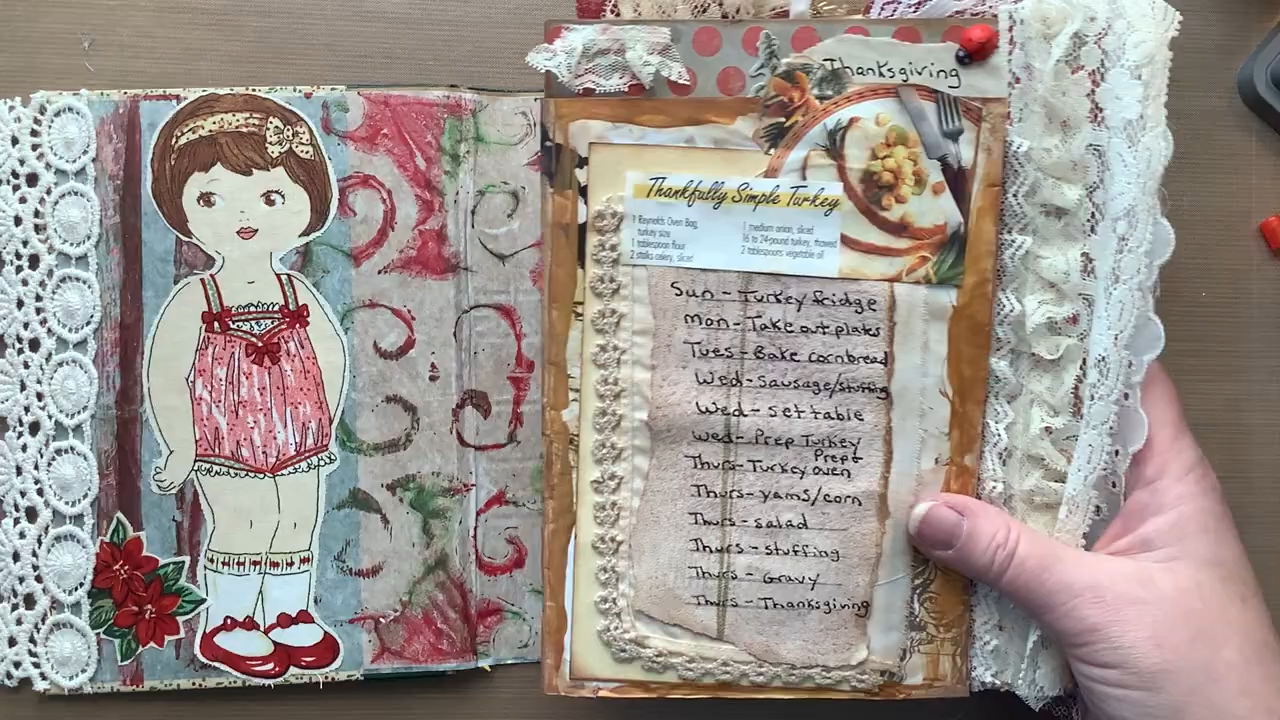 Thanksgiving
Thankfully Simple Turkey
1 Reynolds Oven Bag,
turkey size
1 tablespoon flour
2 stalks celery, sliced
1 medium onion, sliced
16 to 24-pound turkey, thawed
2 tablespoons vegetable oil
Sun - Turkey fridge
Mon - Take out plates
Tues - Bake cornbread
Wed - Sausage/stuffing
Wed - set table
Wed - Prep Turkey
Prept
Thurs - Turkey oven
Thurs - yams/corn
Thurs - salad
Thurs - stuffing
Thurs - Gravy
Thurs - Thanksgiving